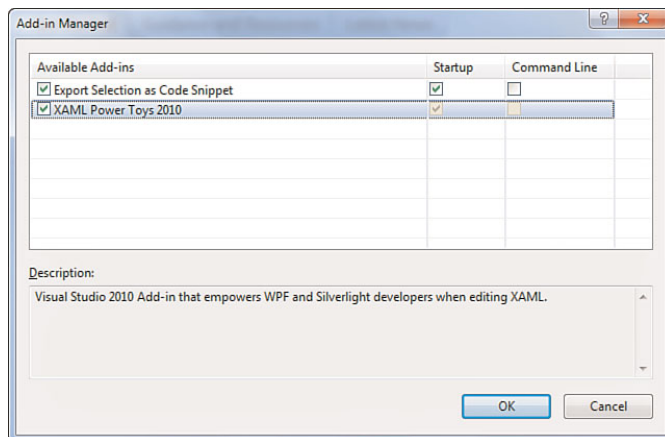 Add-in Manager
Available Add-ins Startup Command Line
Export Selection as Code Snippet
XAML Power Toys 2010
Description:
Visual Studio 2010 Add-in that empowers WPF and Silverlight developers when editing XAML.
OK Cancel